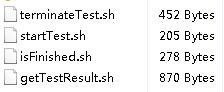 terminateTest.sh 452 Bytes
startTest.sh 205 Bytes
isFinished.sh 278 Bytes
getTestResult.sh 870 Bytes